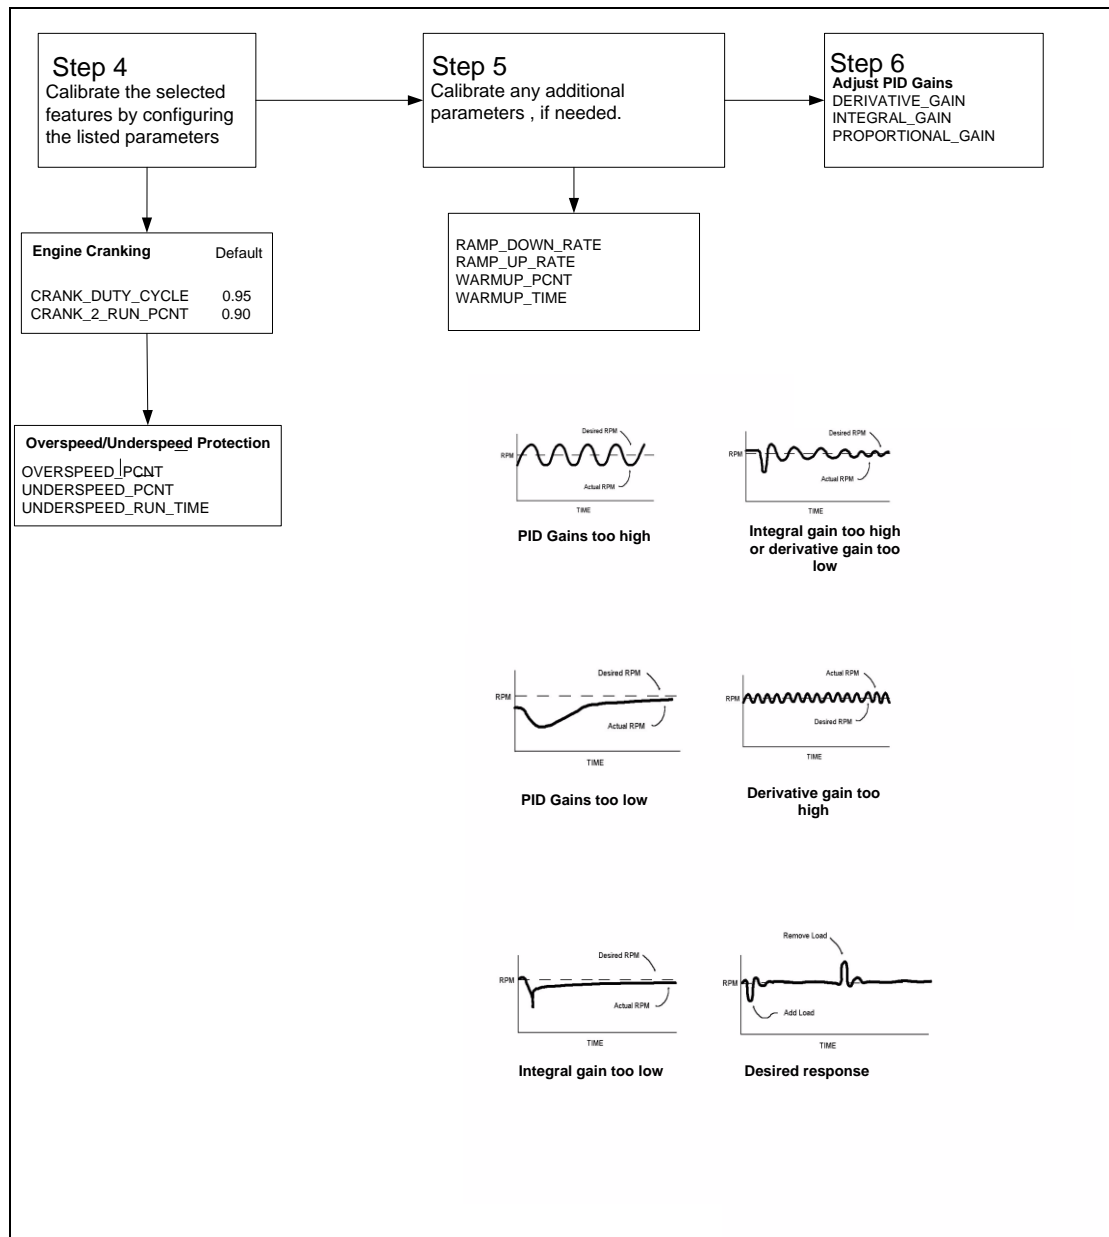 Step 4
Calibrate the selected
features by configuring
the listed parameters
Step 5
Calibrate any additional
parameters , if needed.
Step 6
Adjust PID Gains
DERIVATIVE_GAIN
INTEGRAL_GAIN
PROPORTIONAL_GAIN
Engine Cranking Default
CRANK_DUTY_CYCLE 0.95
CRANK_2_RUN_PCNT 0.90
RAMP_DOWN_RATE
RAMP_UP_RATE
WARMUP_PCNT
WARMUP_TIME
Overspeed/Underspeed Protection
OVERSPEED_PCNT
UNDERSPEED_PCNT
UNDERSPEED_RUN_TIME
Desired RPM
RPM
Actual RPM
TIME
PID Gains too high
Desired RPM
RPM
Actual RPM
TIME
Integral gain too high
or derivative gain too
low
Desired RPM
RPM
Actual RPM
TIME
PID Gains too low
Actual RPM
RPM
Desired RPM
TIME
Derivative gain too
high
Desired RPM
RPM
Actual RPM
TIME
Integral gain too low
Remove Load
RPM
Add Load
TIME
Desired response